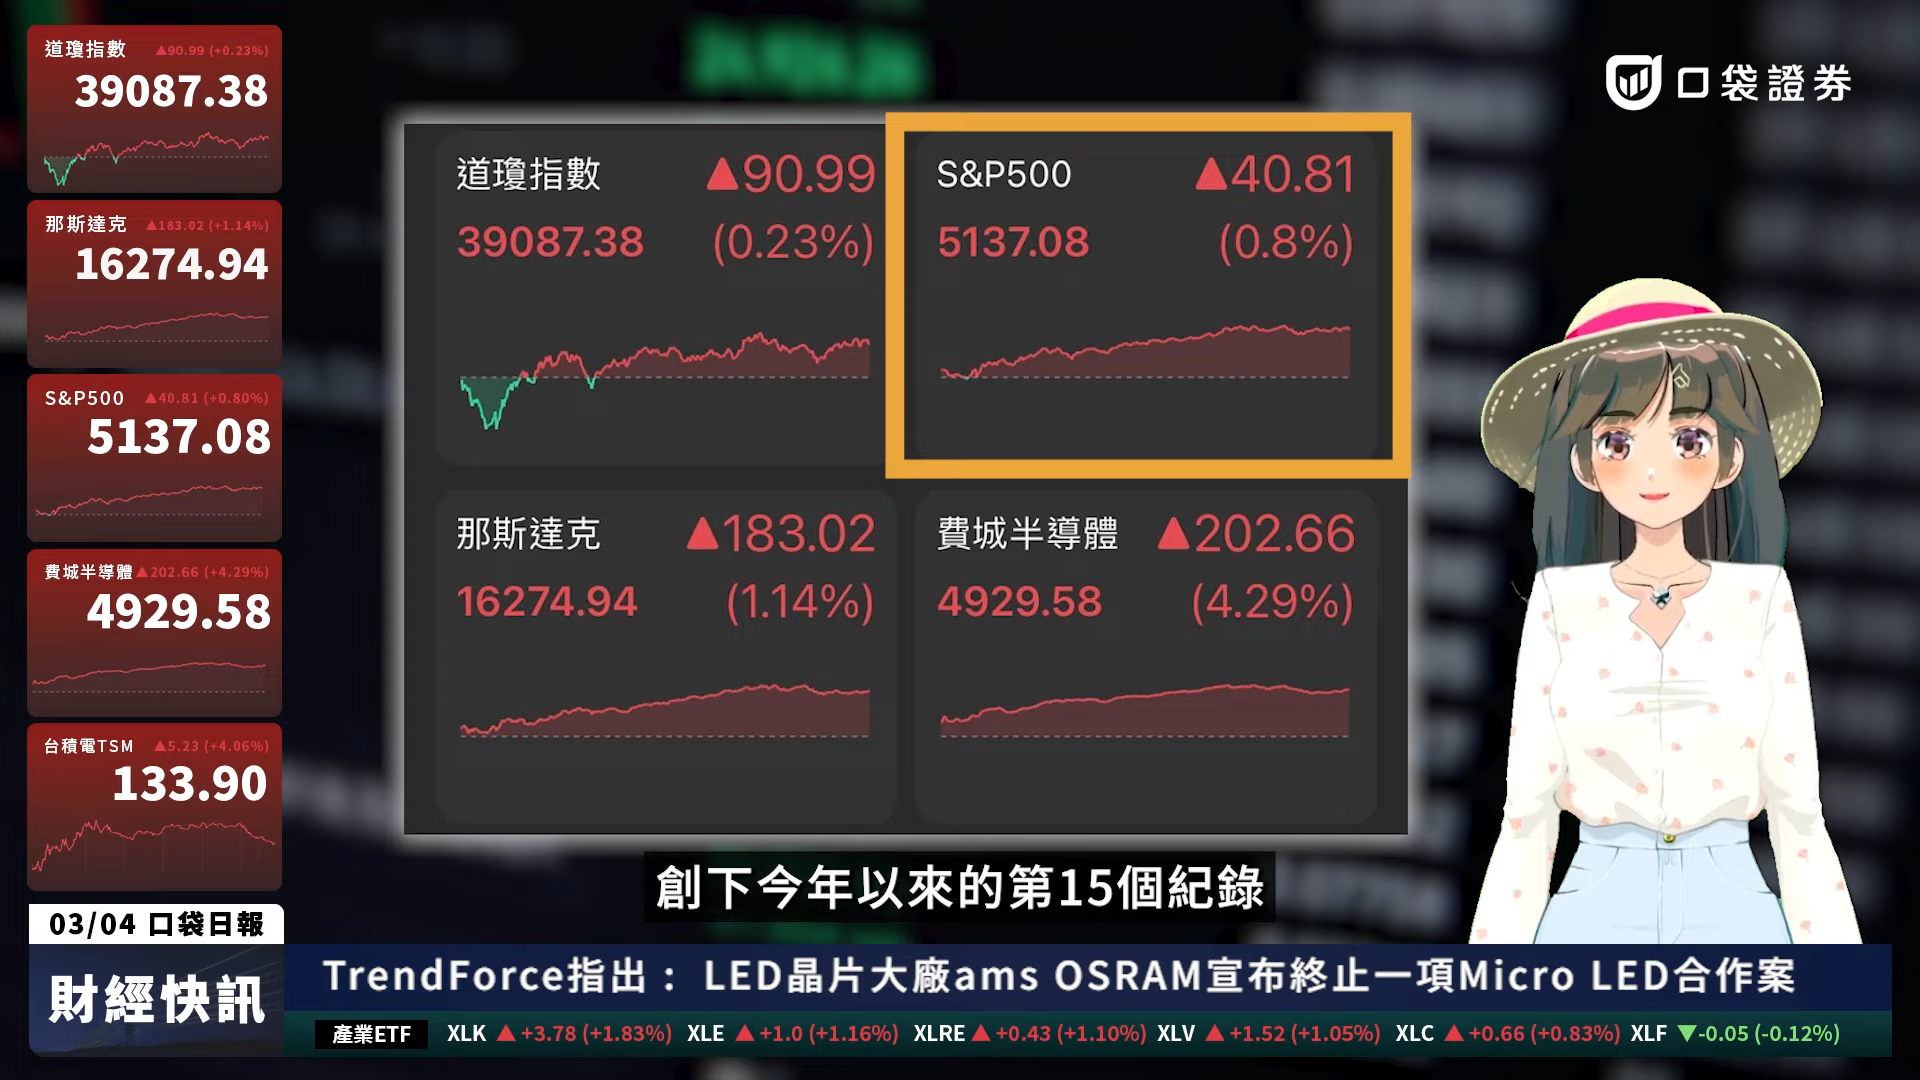 道瓊指數 ▲90.99 (+0.23%)
39087.38
那斯達克 ▲183.02 (+1.14%)
16274.94
S&P500 ▲40.81 (+0.80%)
5137.08
費城半導體 ▲202.66 (+4.29%)
4929.58
台積電TSM ▲5.23 (+4.06%)
133.90
03/04 口袋日報
財經快訊
口袋證券
道瓊指數 ▲90.99
39087.38 (0.23%)
S&P500 ▲40.81
5137.08 (0.8%)
那斯達克 ▲183.02
16274.94 (1.14%)
費城半導體 ▲202.66
4929.58 (4.29%)
創下今年以來的第15個紀錄
TrendForce指出： LED晶片大廠ams OSRAM宣布終止一項Micro LED合作案
產業ETF XLK ▲+3.78 (+1.83%) XLE ▲+1.0 (+1.16%) XLRE ▲+0.43 (+1.10%) XLV ▲+1.52 (+1.05%) XLC ▲+0.66 (+0.83%) XLF ▼-0.05 (-0.12%)